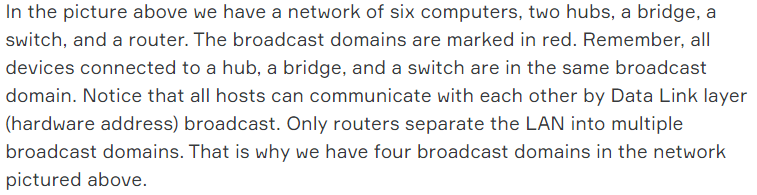 In the picture above we have a network of six computers, two hubs, a bridge, a
switch, and a router. The broadcast domains are marked in red. Remember, all
devices connected to a hub, a bridge, and a switch are in the same broadcast
domain. Notice that all hosts can communicate with each other by Data Link layer
(hardware address) broadcast. Only routers separate the LAN into multiple
broadcast domains. That is why we have four broadcast domains in the network
pictured above.